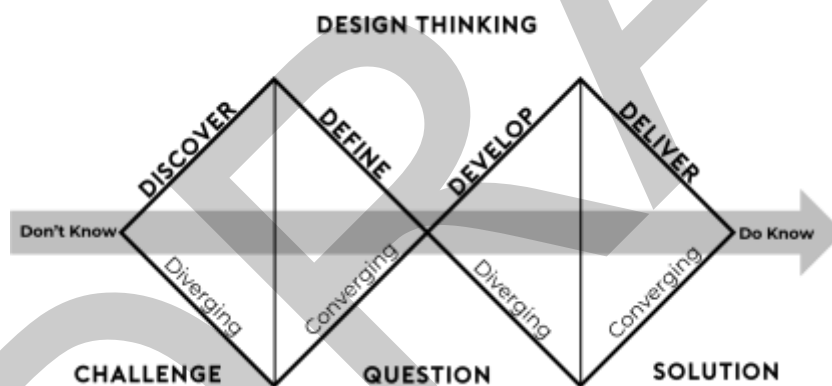 DESIGN THINKING
DISCOVER
DEFINE
DEVELOP
DELIVER
Don't Know
Do Know
Diverging
Converging
Diverging
Converging
CHALLENGE
QUESTION
SOLUTION